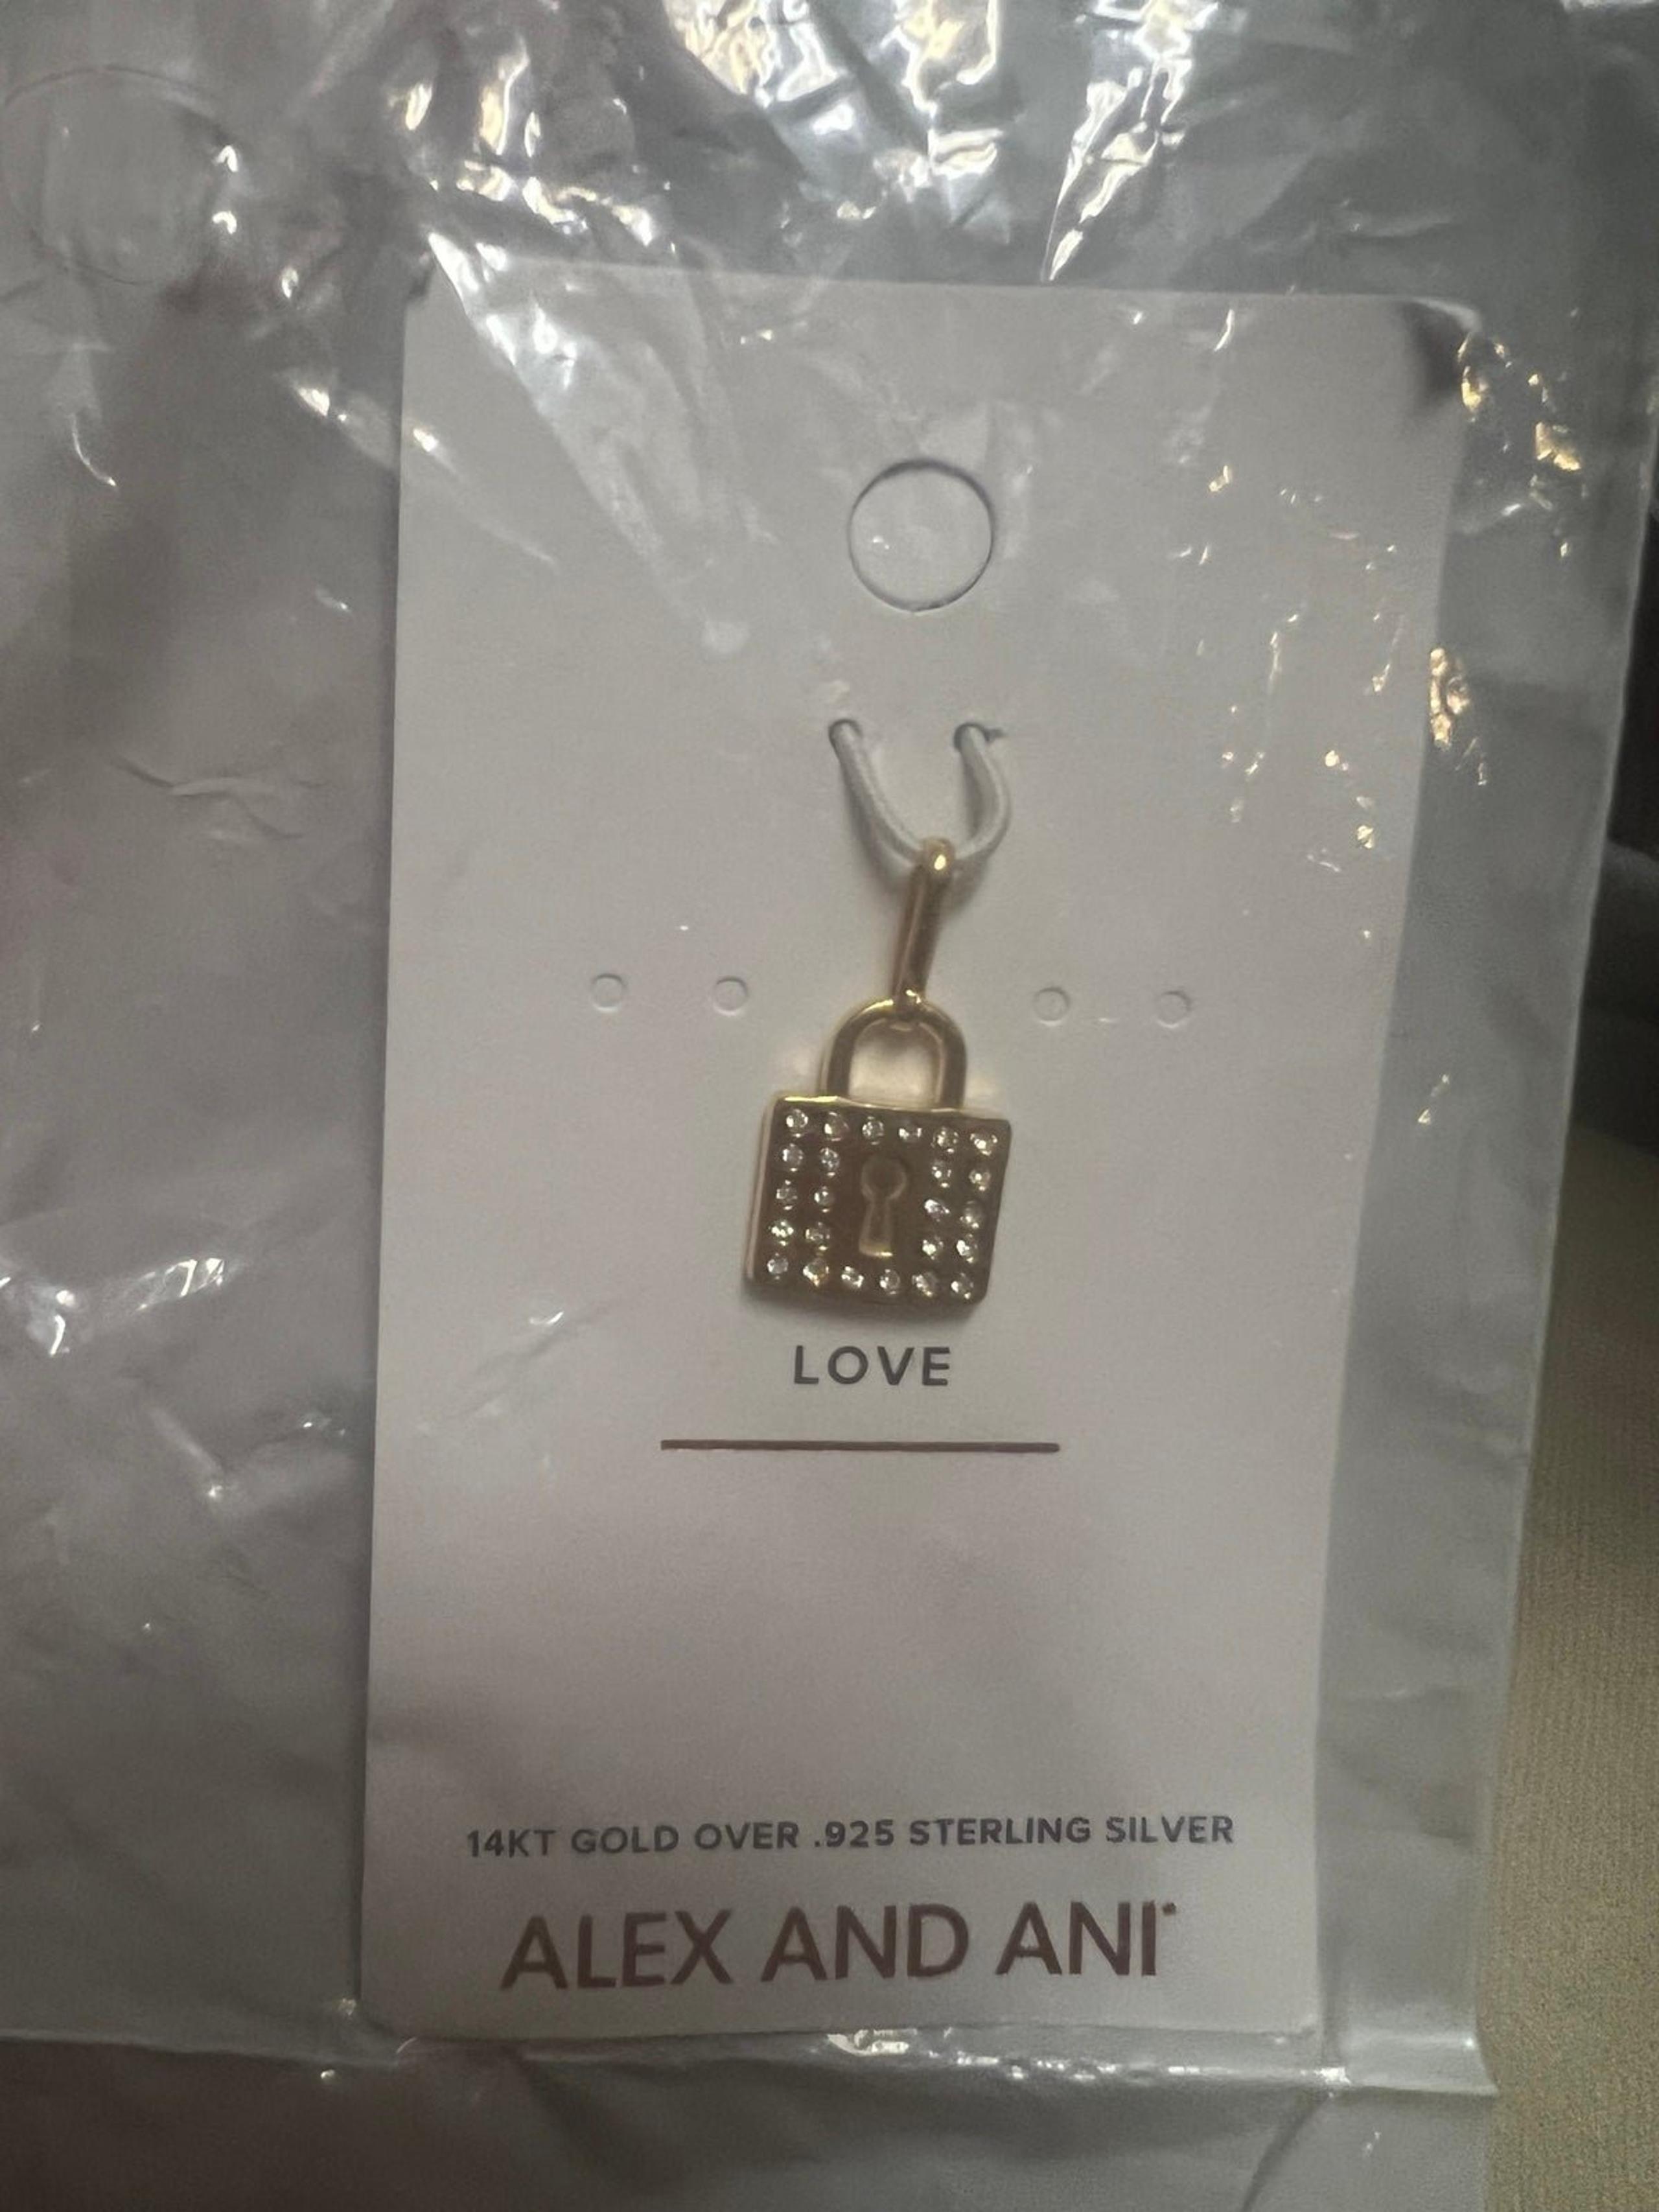 LOVE
14KT GOLD OVER .925 STERLING SILVER
ALEX AND ANI